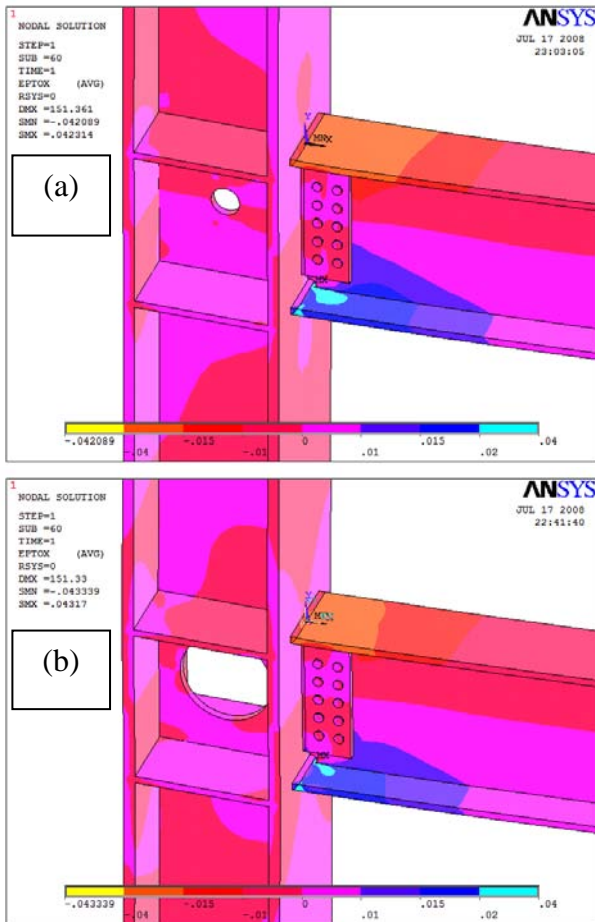 1
NODAL SOLUTION
STEP=1
SUB =60
TIME=1
EPTOX (AVG)
RSYS=0
DMX =151.361
SMN =-.042089
SMX =.042314
ANSYS
JUL 17 2008
23:03:05
(a)
Y
MNX
MX
-.042089 -.015 0 .015 .04
-.04 -.01 .01 .02
1
NODAL SOLUTION
STEP=1
SUB =60
TIME=1
EPTOX (AVG)
RSYS=0
DMX =151.33
SMN =-.043339
SMX =.04317
ANSYS
JUL 17 2008
22:41:40
(b)
MX
-.043339 -.015 0 .015 .04
-.04 -.01 .01 .02